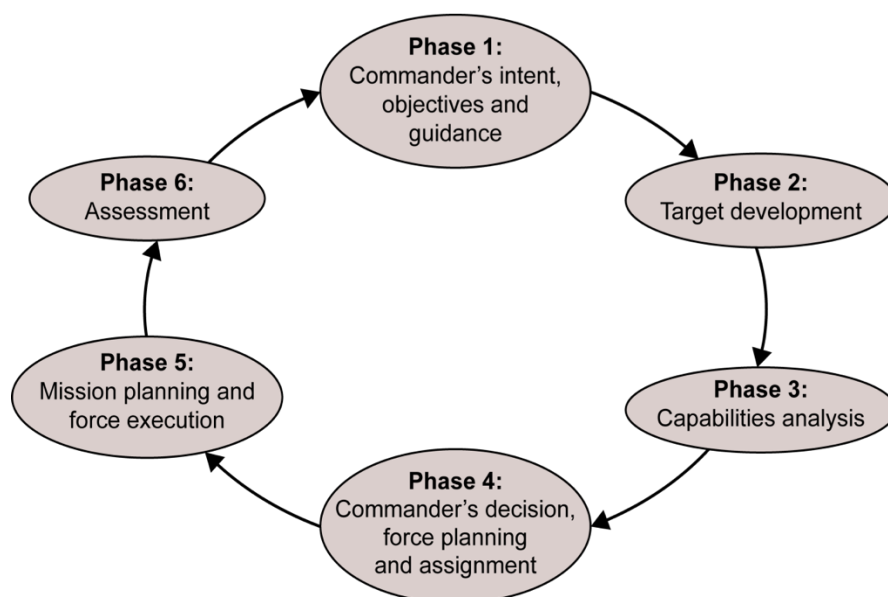 Phase 1:
Commander’s intent,
objectives and
guidance
Phase 2:
Target development
Phase 3:
Capabilities analysis
Phase 4:
Commander’s decision,
force planning
and assignment
Phase 5:
Mission planning and
force execution
Phase 6:
Assessment